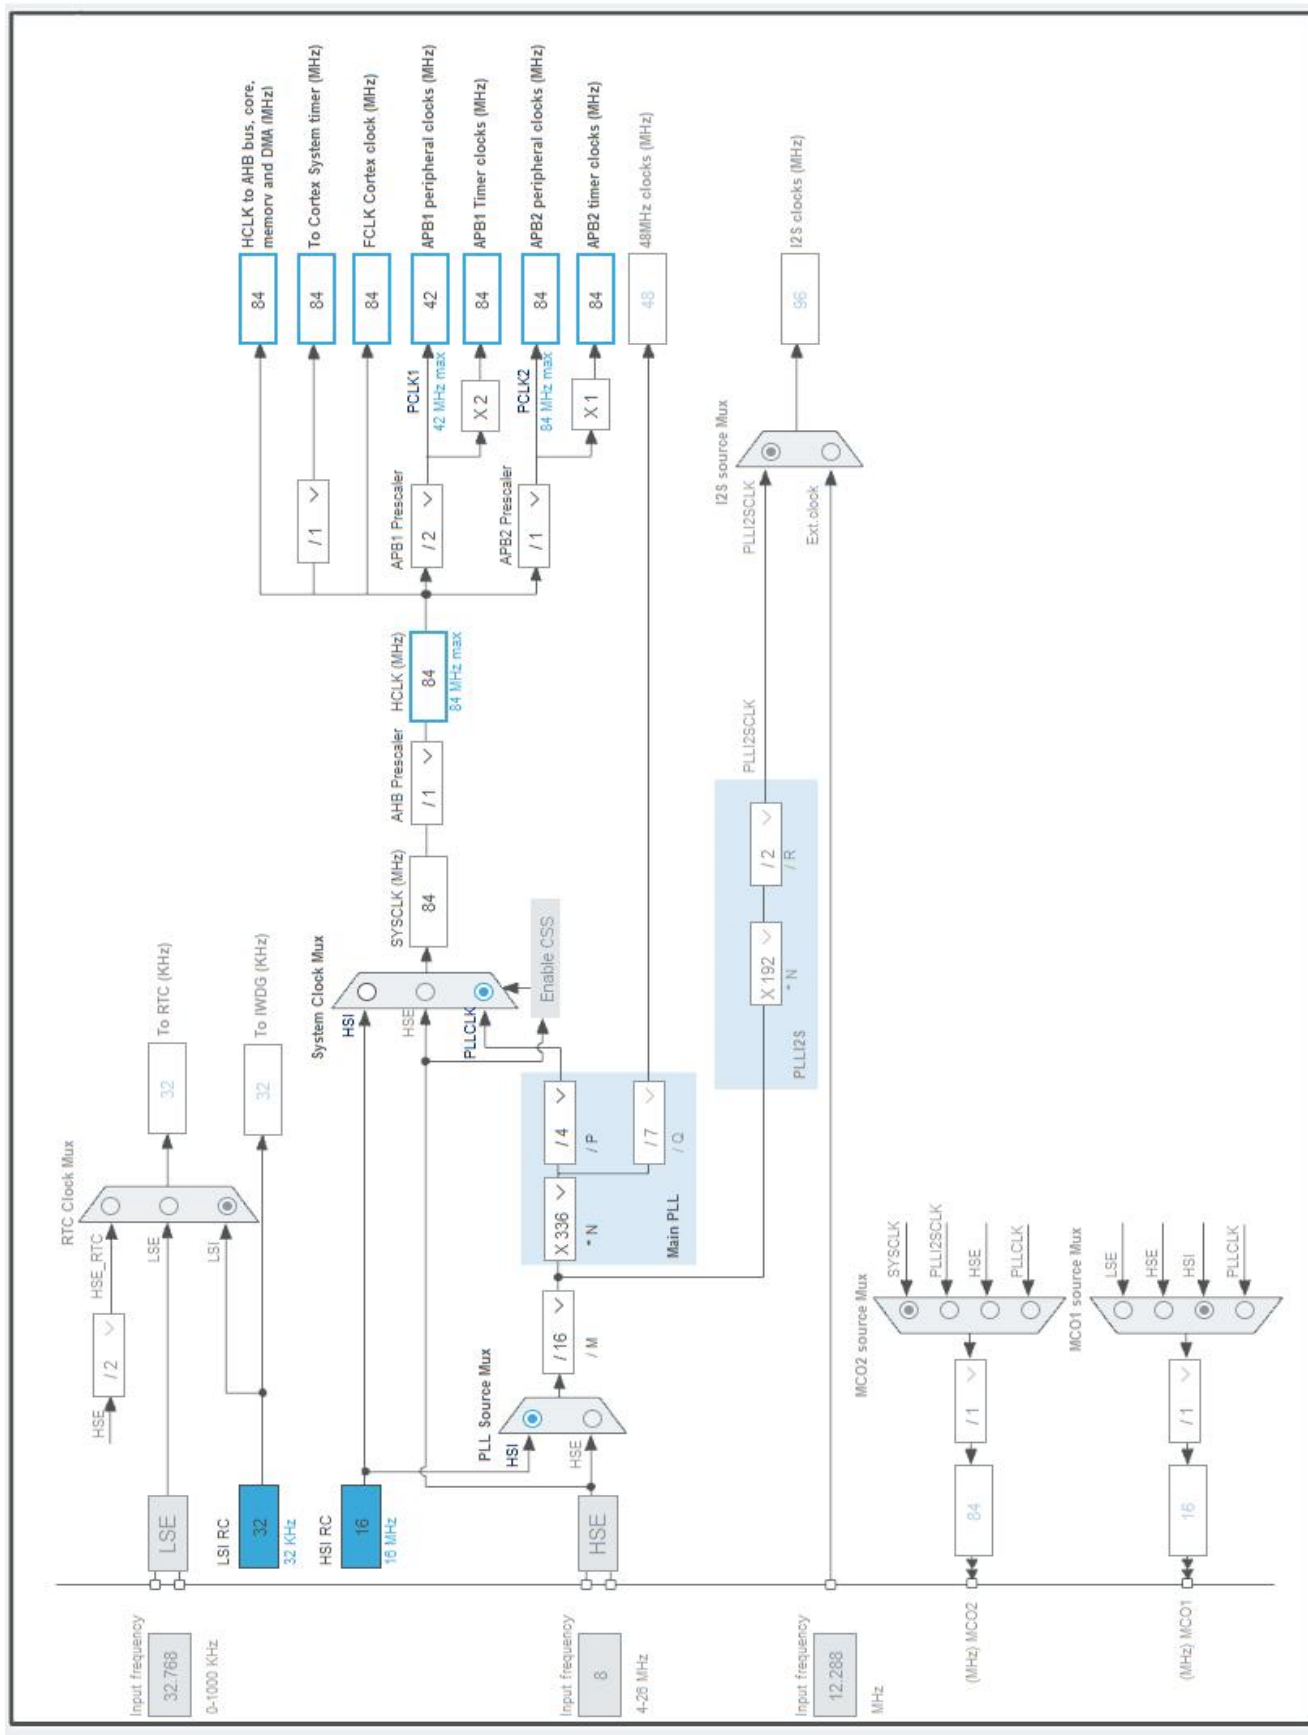 Input frequency
32.768
0-1000 KHz
LSE
LSI RC
32
32 KHz
HSI RC
16
16 MHz
HSE
/ 2
HSE_RTC
LSE
LSI
RTC Clock Mux
32
To RTC (KHz)
32
To IWDG (KHz)
Input frequency
8
4-26 MHz
HSE
PLL Source Mux
HSI
HSE
/ 16
/ M
X 336
* N
/ 4
/ P
/ 7
/ Q
Main PLL
System Clock Mux
HSI
HSE
PLLCLK
Enable CSS
SYSCLK (MHz)
84
AHB Prescaler
/ 1
HCLK (MHz)
84
84 MHz max
/ 1
APB1 Prescaler
/ 2
APB2 Prescaler
/ 1
PCLK1
42 MHz max
X 2
PCLK2
84 MHz max
X 1
84
HCLK to AHB bus, core,
memory and DMA (MHz)
84
To Cortex System timer (MHz)
84
FCLK Cortex clock (MHz)
42
APB1 peripheral clocks (MHz)
84
APB1 Timer clocks (MHz)
84
APB2 peripheral clocks (MHz)
84
APB2 timer clocks (MHz)
48
48MHz clocks (MHz)
X 192
* N
/ 2
/ R
PLLI2S
PLLI2SCLK
PLLI2SCLK
I2S source Mux
Ext.clock
96
I2S clocks (MHz)
Input frequency
12.288
MHz
MCO2 source Mux
SYSCLK
PLLI2SCLK
HSE
PLLCLK
/ 1
84
(MHz) MCO2
MCO1 source Mux
LSE
HSE
HSI
PLLCLK
/ 1
16
(MHz) MCO1